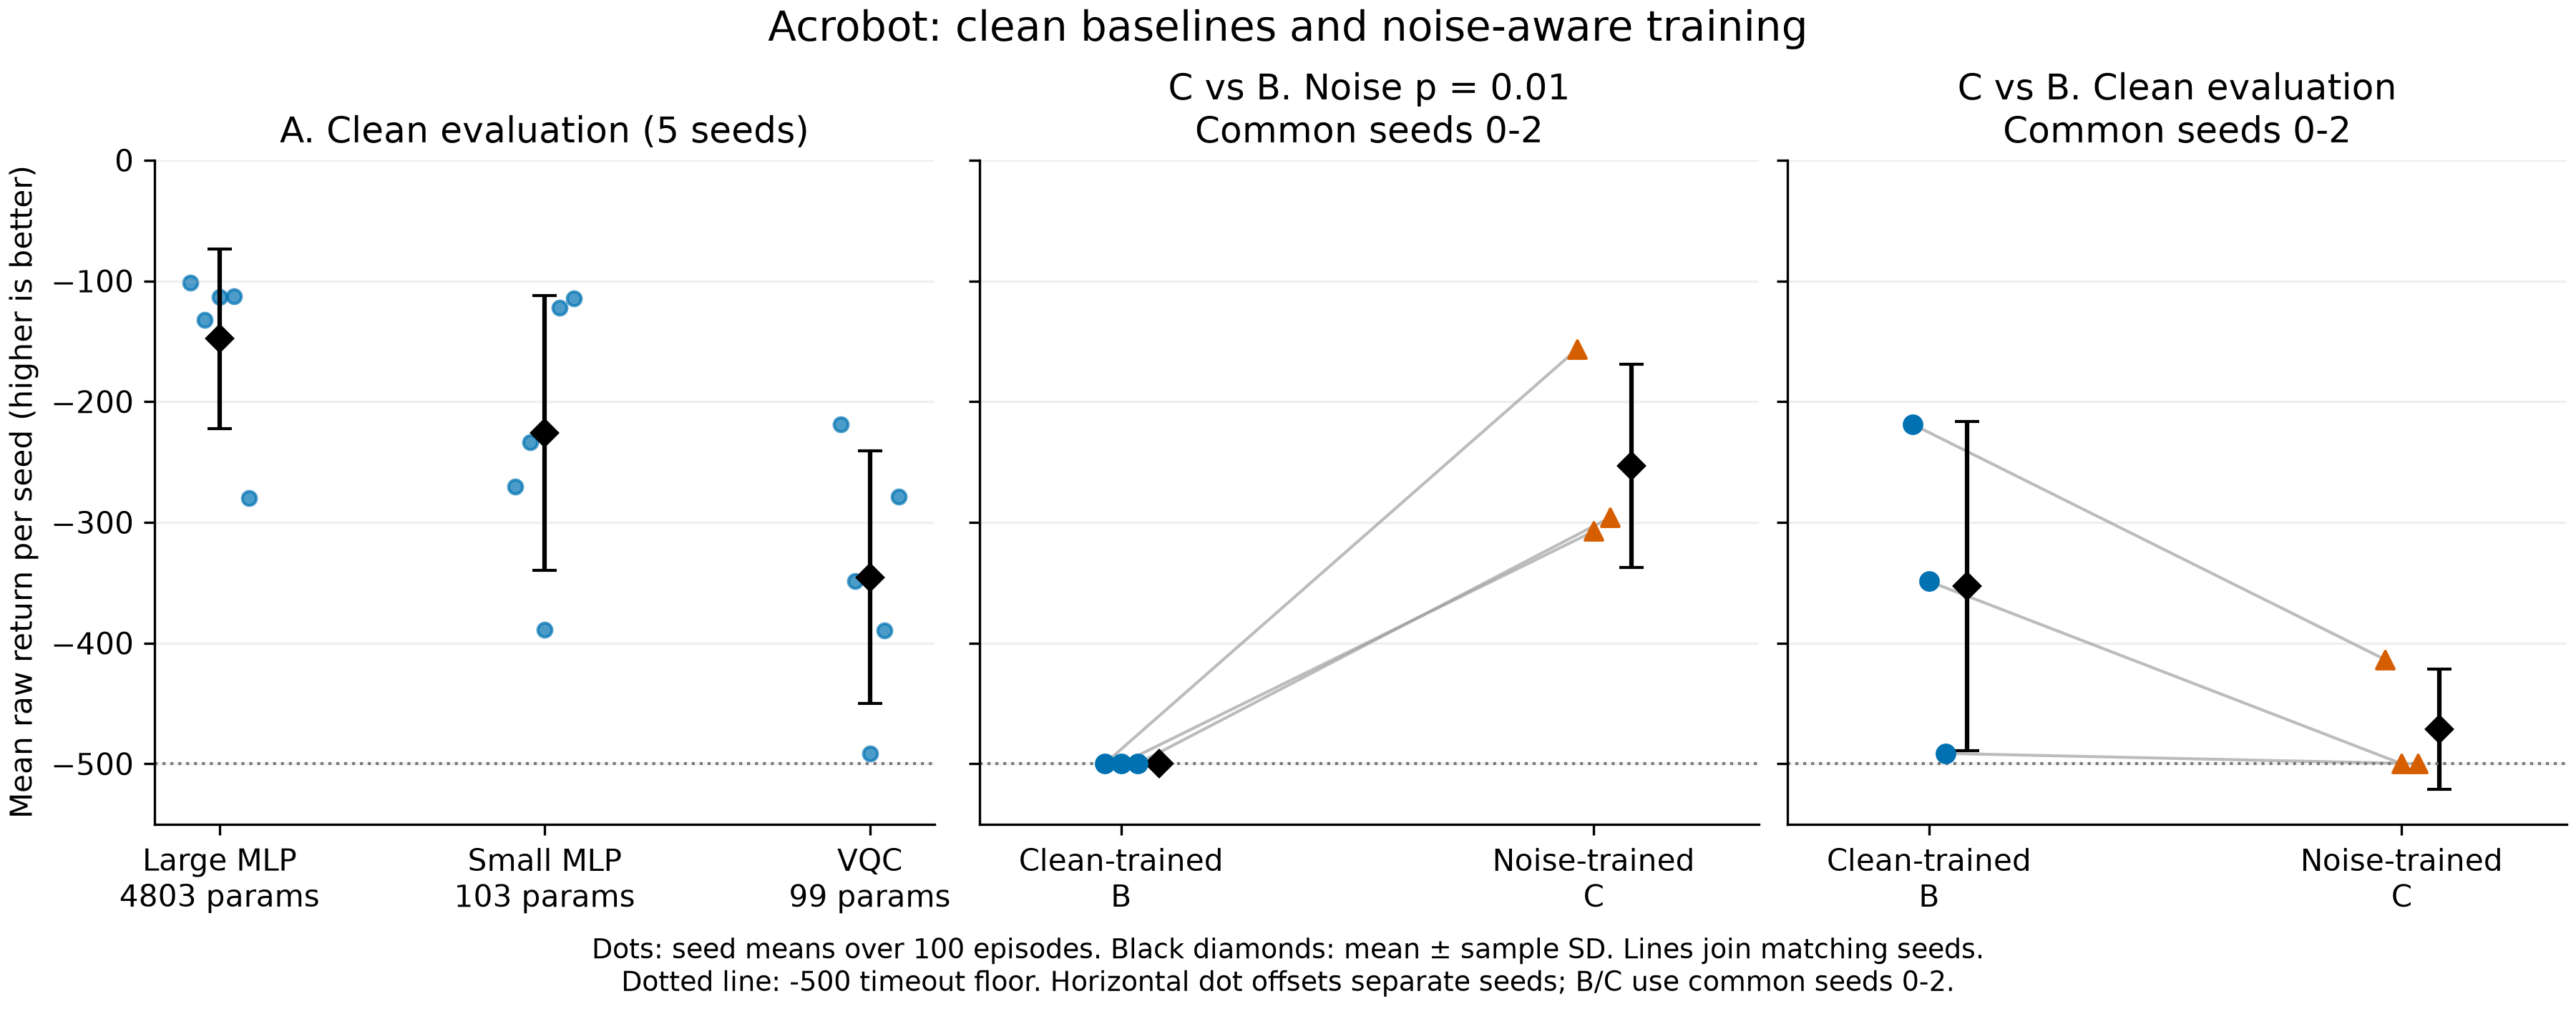 Acrobot: clean baselines and noise-aware training
A. Clean evaluation (5 seeds)
C vs B. Noise p = 0.01
Common seeds 0-2
C vs B. Clean evaluation
Common seeds 0-2
Mean raw return per seed (higher is better)
0
−100
−200
−300
−400
−500
Large MLP
4803 params
Small MLP
103 params
VQC
99 params
Clean-trained
B
Noise-trained
C
Clean-trained
B
Noise-trained
C
Dots: seed means over 100 episodes. Black diamonds: mean ± sample SD. Lines join matching seeds.
Dotted line: -500 timeout floor. Horizontal dot offsets separate seeds; B/C use common seeds 0-2.